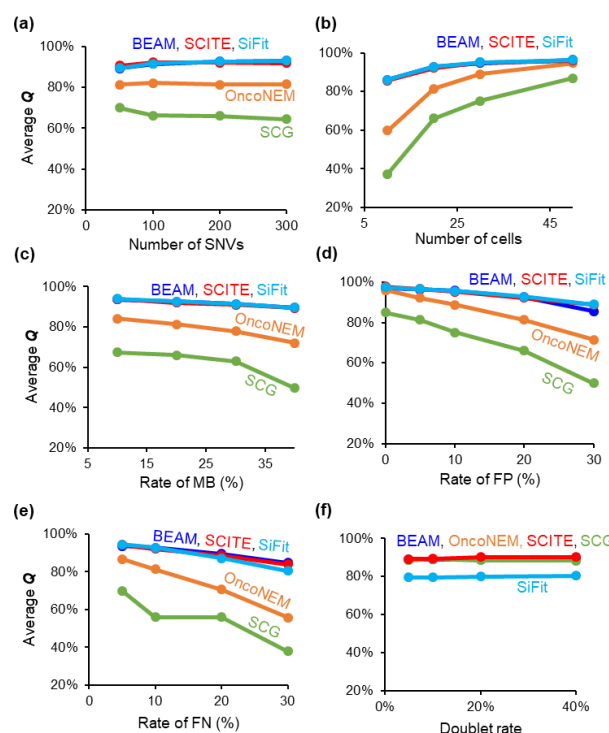 (a)
100%
80%
60%
40%
20%
0
100
200
300
Number of SNVs
Average Q
BEAM, SCITE, SiFit
OncoNEM
SCG
(b)
100%
80%
60%
40%
20%
5
25
45
Number of cells
BEAM, SCITE, SiFit
OncoNEM
SCG
(c)
100%
80%
60%
40%
20%
5
15
25
35
Rate of MB (%)
Average Q
BEAM, SCITE, SiFit
OncoNEM
SCG
(d)
100%
80%
60%
40%
20%
0
10
20
30
Rate of FP (%)
BEAM, SCITE, SiFit
OncoNEM
SCG
(e)
100%
80%
60%
40%
20%
0
10
20
30
Rate of FN (%)
Average Q
BEAM, SCITE, SiFit
OncoNEM
SCG
(f)
100%
80%
60%
40%
20%
0%
20%
40%
Doublet rate
BEAM, OncoNEM, SCITE, SCG
SiFit